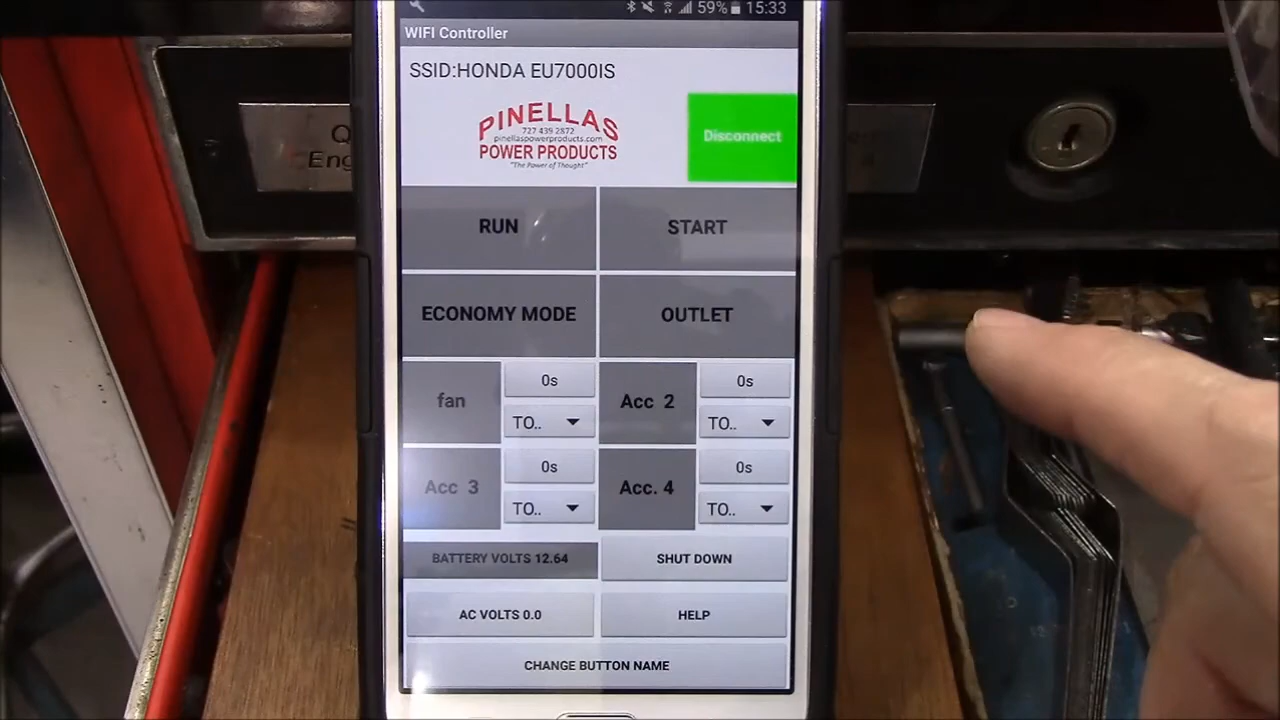 59% 15:33
WIFI Controller
SSID:HONDA EU7000IS
PINELLAS
727 439 2872
pinellaspowerproducts.com
POWER PRODUCTS
"The Power of Thought"
Disconnect
RUN
START
ECONOMY MODE
OUTLET
fan
0s
TO..
Acc 2
0s
TO..
Acc 3
0s
TO..
Acc. 4
0s
TO..
BATTERY VOLTS 12.64
SHUT DOWN
AC VOLTS 0.0
HELP
CHANGE BUTTON NAME